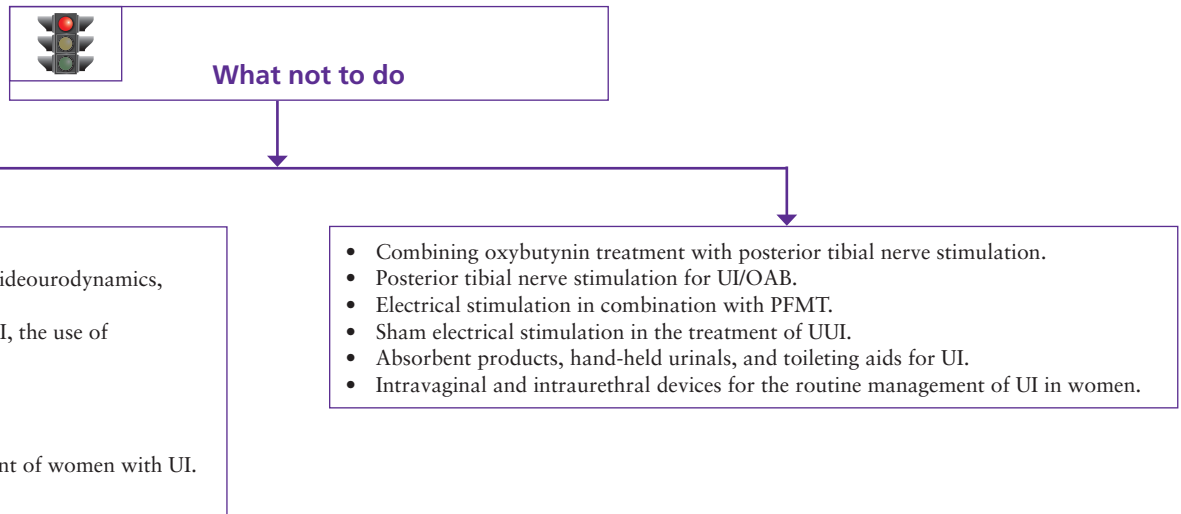 What not to do
ideourodynamics,
I, the use of
nt of women with UI.
• Combining oxybutynin treatment with posterior tibial nerve stimulation.
• Posterior tibial nerve stimulation for UI/OAB.
• Electrical stimulation in combination with PFMT.
• Sham electrical stimulation in the treatment of UUI.
• Absorbent products, hand-held urinals, and toileting aids for UI.
• Intravaginal and intraurethral devices for the routine management of UI in women.